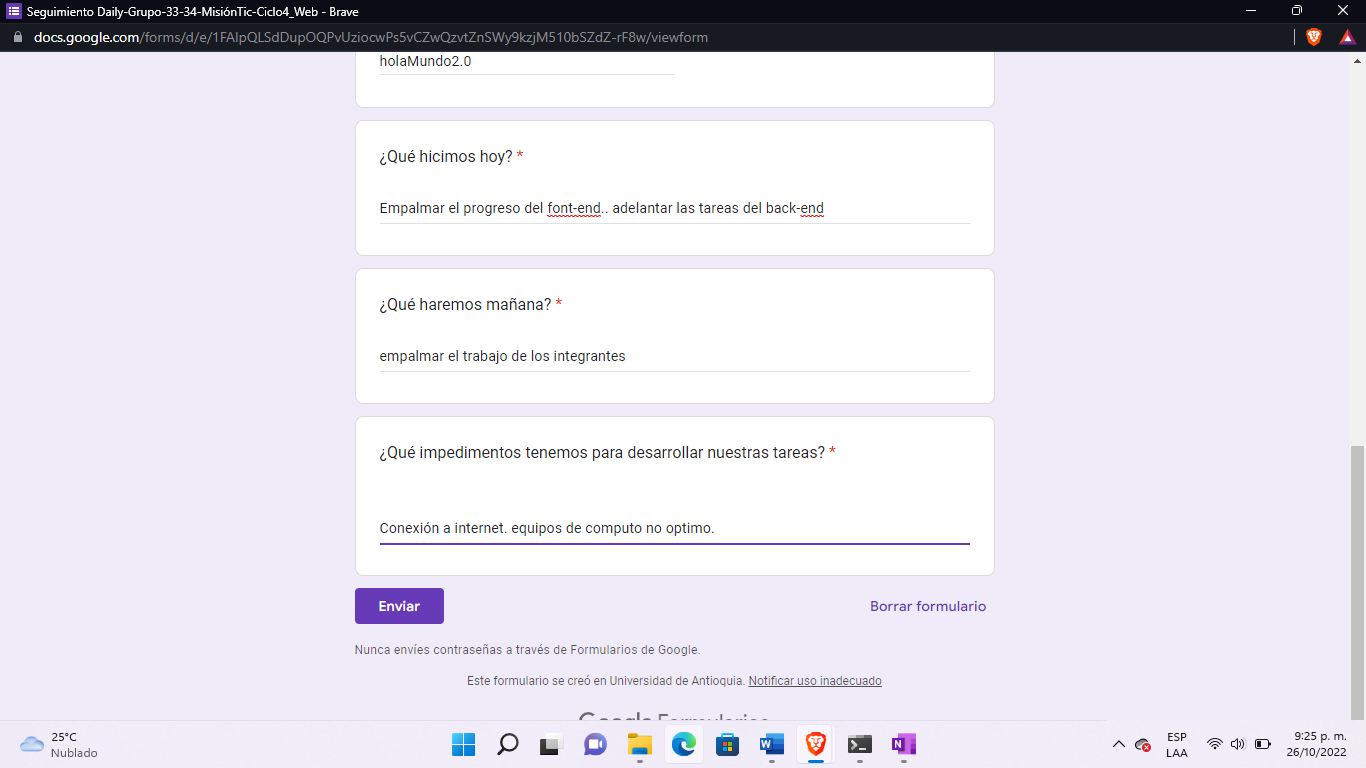 Seguimiento Daily-Grupo-33-34-MisiónTic-Ciclo4_Web - Brave
docs.google.com/forms/d/e/1FAIpQLSdDupOQPvUziocwPs5vCZwQzvtZnSWy9kzjM510bSZdZ-rF8w/viewform
holaMundo2.0
¿Qué hicimos hoy? *
Empalmar el progreso del font-end.. adelantar las tareas del back-end
¿Qué haremos mañana? *
empalmar el trabajo de los integrantes
¿Qué impedimentos tenemos para desarrollar nuestras tareas? *
Conexión a internet. equipos de computo no optimo.
Enviar
Borrar formulario
Nunca envíes contraseñas a través de Formularios de Google.
Este formulario se creó en Universidad de Antioquia. Notificar uso inadecuado
Google Formularios
25°C
Nublado
ESP
LAA
9:25 p. m.
26/10/2022